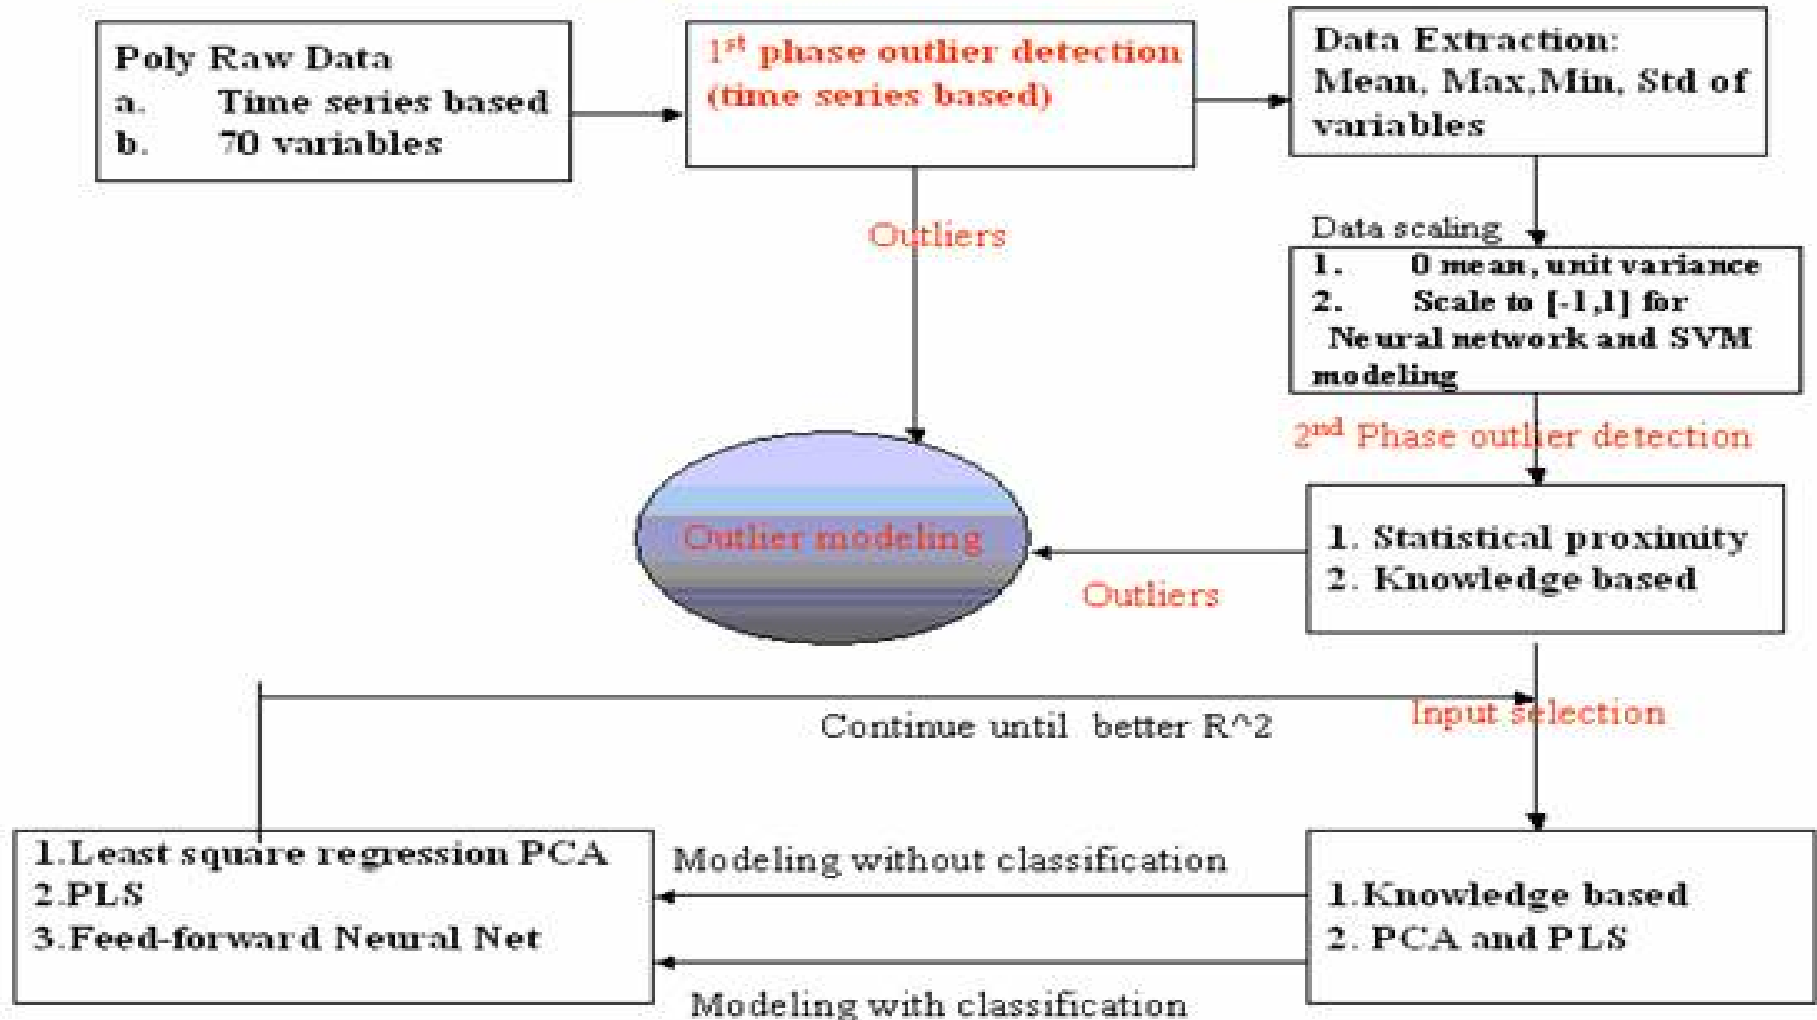 Poly Raw Data
a. Time series based
b. 70 variables
1st phase outlier detection
(time series based)
Data Extraction:
Mean, Max,Min, Std of
variables
Outliers
Data scaling
1. 0 mean, unit variance
2. Scale to [-1,1] for
Neural network and SVM
modeling
2nd Phase outlier detection
Outlier modeling
1. Statistical proximity
2. Knowledge based
Outliers
Continue until better R^2
Input selection
1.Least square regression PCA
2.PLS
3.Feed-forward Neural Net
Modeling without classification
Modeling with classification
1.Knowledge based
2. PCA and PLS